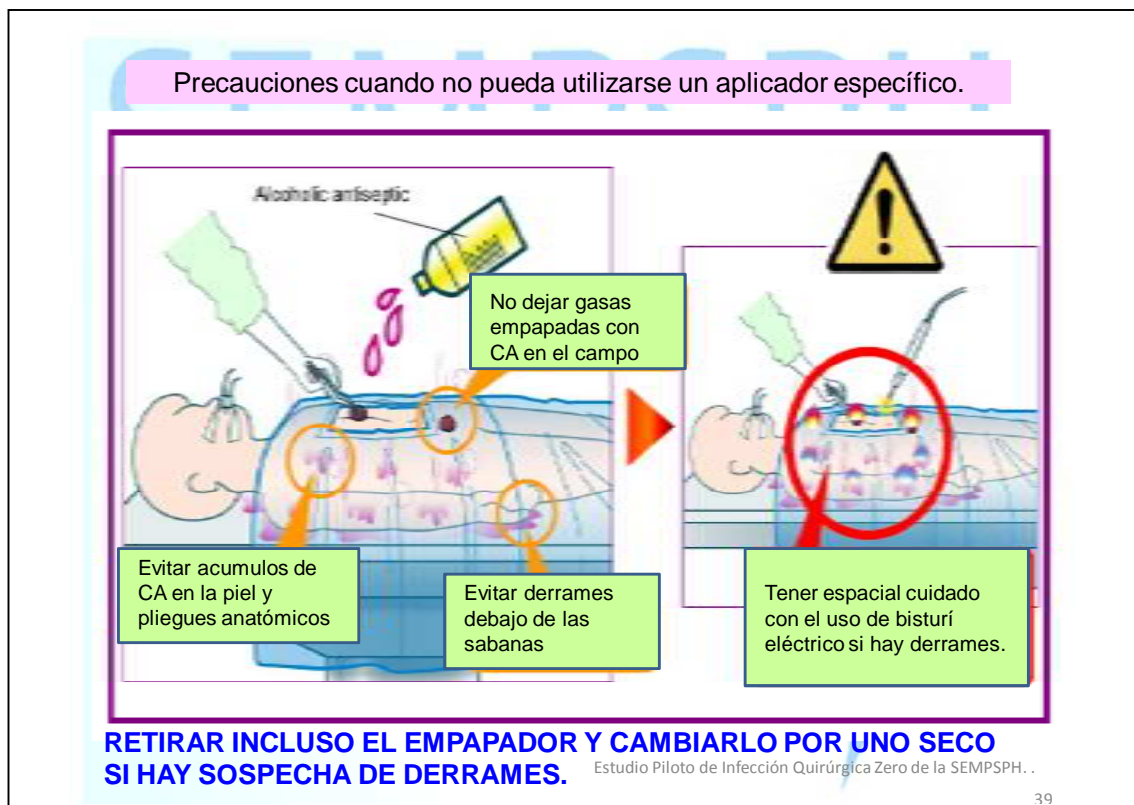 Precauciones cuando no pueda utilizarse un aplicador específico.
Alcoholic antiseptic
No dejar gasas
empapadas con
CA en el campo
Evitar acumulos de
CA en la piel y
pliegues anatómicos
Evitar derrames
debajo de las
sabanas
Tener espacial cuidado
con el uso de bisturí
eléctrico si hay derrames.
RETIRAR INCLUSO EL EMPAPADOR Y CAMBIARLO POR UNO SECO
SI HAY SOSPECHA DE DERRAMES.
Estudio Piloto de Infección Quirúrgica Zero de la SEMPSPH. .
39